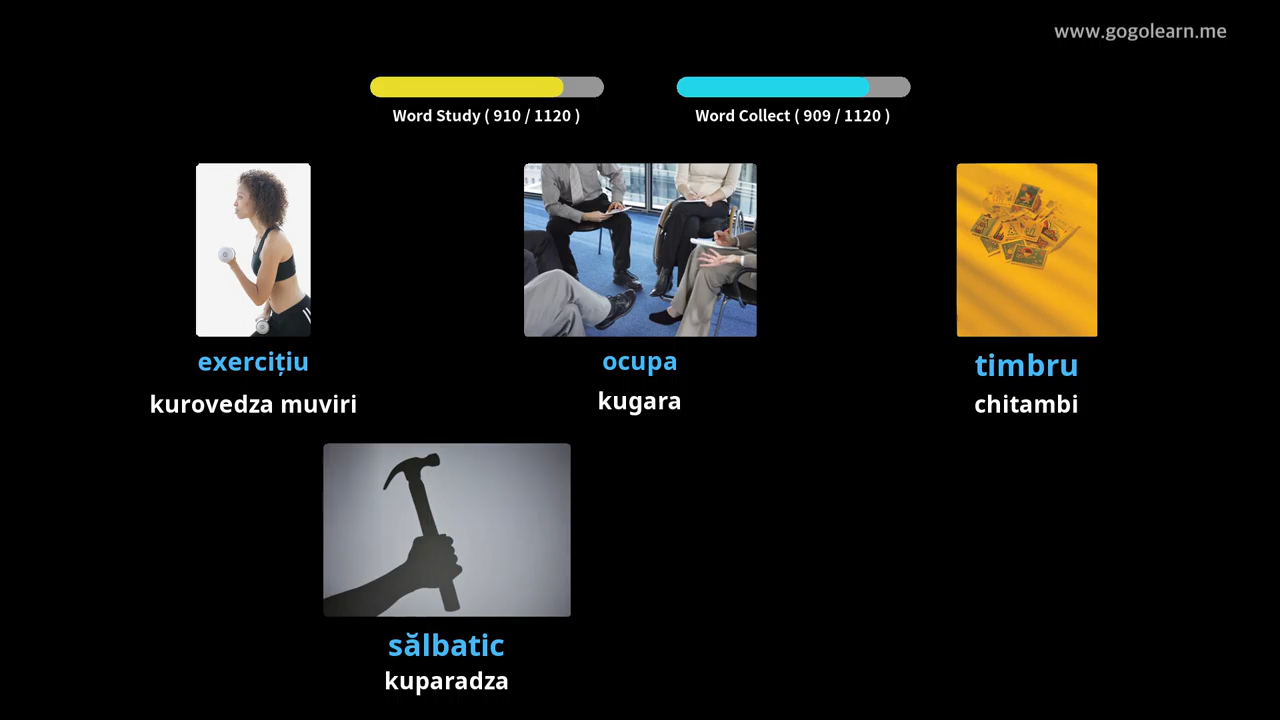 www.gogolearn.me
Word Study ( 910 / 1120 )
Word Collect ( 909 / 1120 )
exercițiu
kurovedza muviri
ocupa
kugara
timbru
chitambi
sălbatic
kuparadza